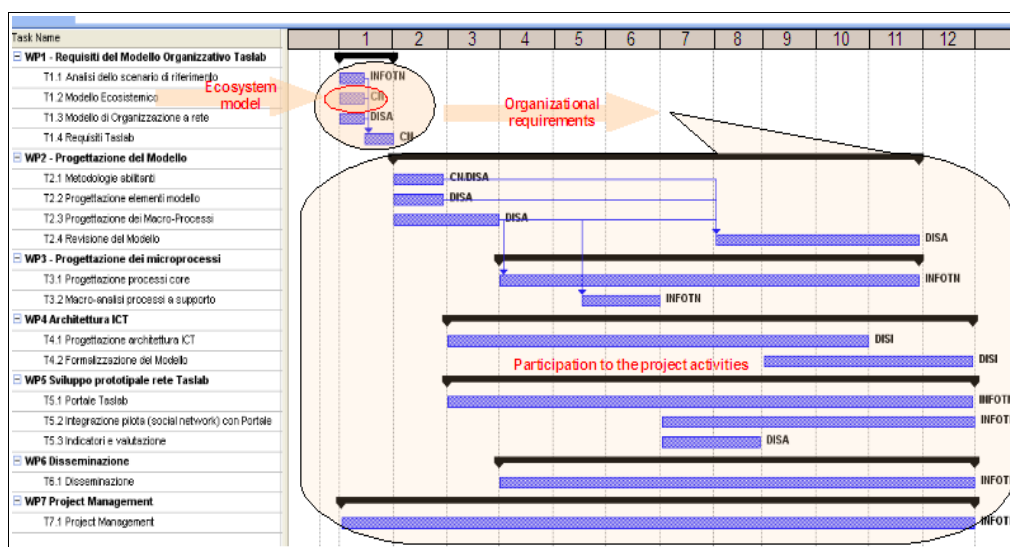 Task Name
1 2 3 4 5 6 7 8 9 10 11 12
WP1 - Requisiti del Modello Organizzativo Taslab
T1.1 Analisi dello scenario di riferimento INFOTN
T1.2 Modello Ecosistemico
Ecosystem
model
T1.3 Modello di Organizzazione a rete DISA
T1.4 Requisiti Taslab
Organizational
requirements
WP2 - Progettazione del Modello
T2.1 Metodologie abilitanti CN/DISA
T2.2 Progettazione elementi modello DISA
T2.3 Progettazione dei Macro-Processi DISA
T2.4 Revisione del Modello DISA
WP3 - Progettazione dei microprocessi
T3.1 Progettazione processi core INFOTN
T3.2 Macro-analisi processi a supporto INFOTN
WP4 Architettura ICT
T4.1 Progettazione architettura ICT DISI
T4.2 Formalizzazione del Modello DISI
Participation to the project activities
WP5 Sviluppo prototipale rete Taslab
T5.1 Portale Taslab INFOTN
T5.2 Integrazione pilota (social network) con Portale INFOTN
T5.3 Indicatori e valutazione DISA
WP6 Disseminazione
T6.1 Disseminazione INFOTN
WP7 Project Management
T7.1 Project Management INFOTN